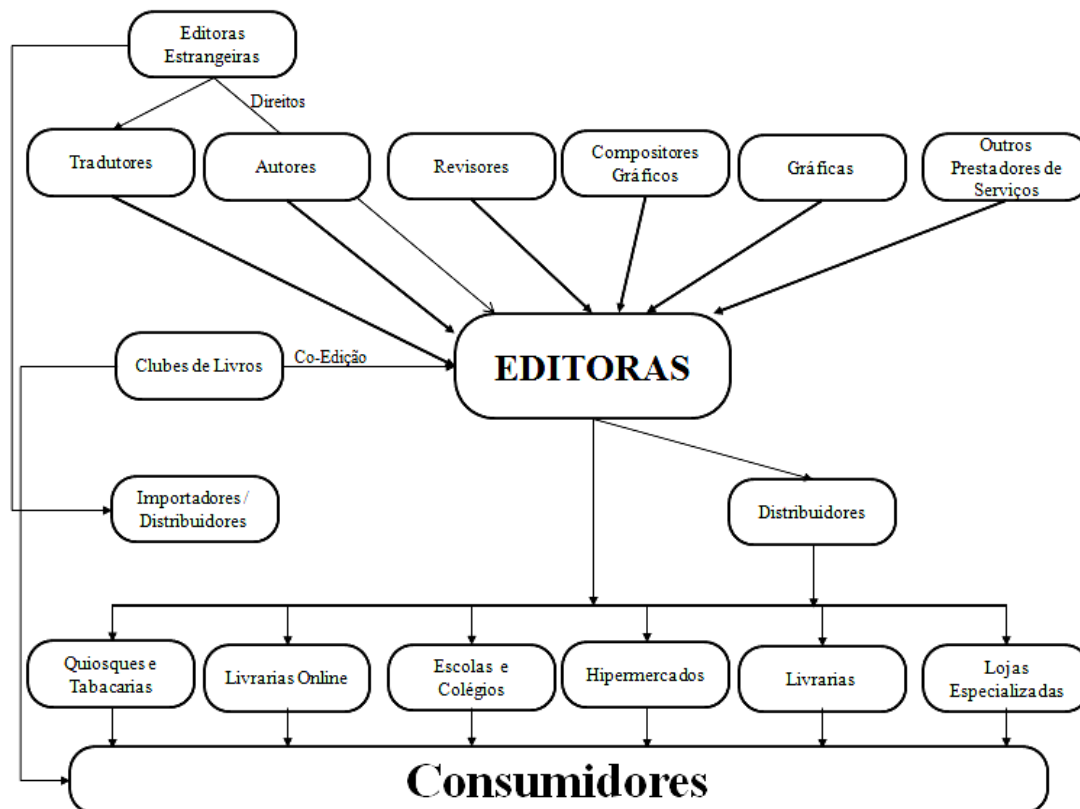 Editoras
Estrangeiras
Direitos
Tradutores
Autores
Revisores
Compositores
Gráficos
Gráficas
Outros
Prestadores de
Serviços
Clubes de Livros
Co-Edição
EDITORAS
Importadores /
Distribuidores
Distribuidores
Quiosques e
Tabacarias
Livrarias Online
Escolas e
Colégios
Hipermercados
Livrarias
Lojas
Especializadas
Consumidores